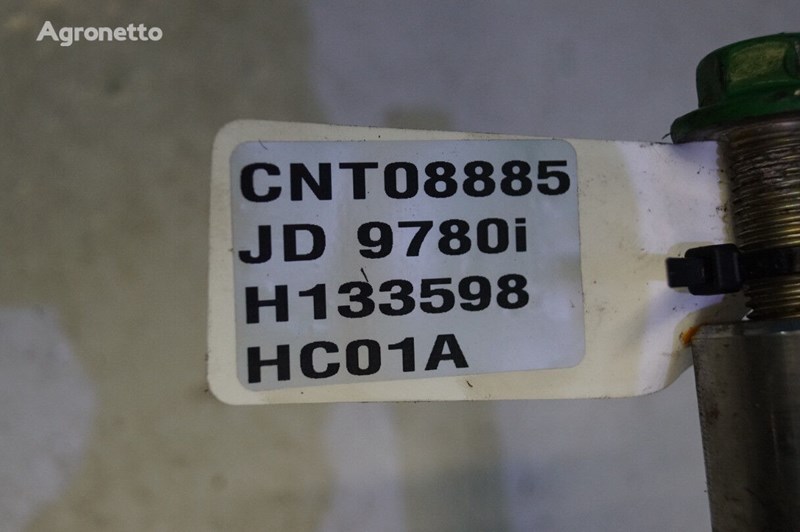 Agronetto
CNT08885
JD 9780i
H133598
HC01A